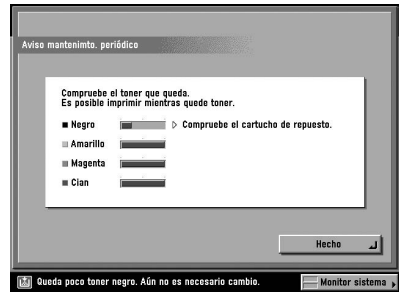 Aviso mantenimto. periódico
Compruebe el toner que queda.
Es posible imprimir mientras quede toner.
Negro
Compruebe el cartucho de repuesto.
Amarillo
Magenta
Cian
Hecho
Queda poco toner negro. Aún no es necesario cambio.
Monitor sistema